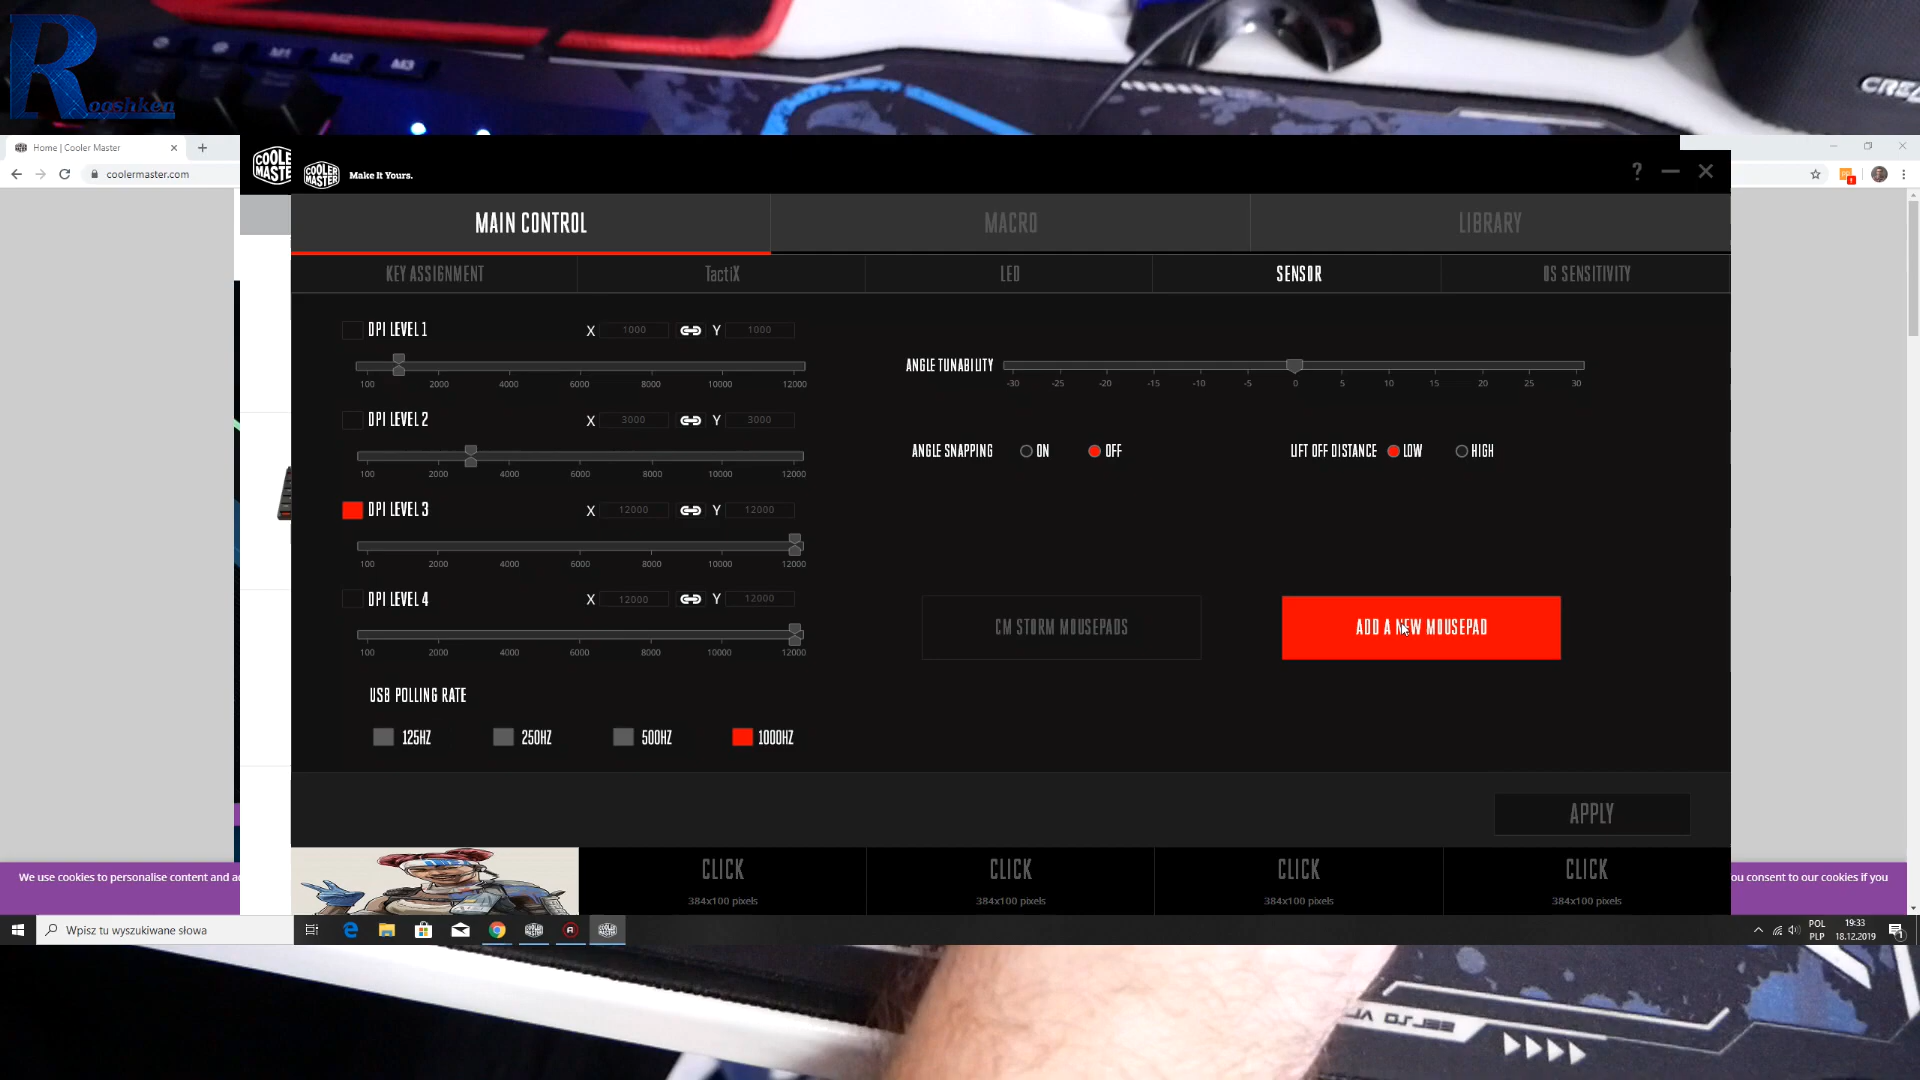 Rooshken
M1 M2 M3
CREA
Home | Cooler Master
coolermaster.com
COOLE
MASTE
COOLER
MASTER
Make It Yours.
?
MAIN CONTROL MACRO LIBRARY
KEY ASSIGNMENT TactiX LED SENSOR OS SENSITIVITY
DPI LEVEL 1 X 1000 Y 1000
100 2000 4000 6000 8000 10000 12000
DPI LEVEL 2 X 3000 Y 3000
100 2000 4000 6000 8000 10000 12000
DPI LEVEL 3 X 12000 Y 12000
100 2000 4000 6000 8000 10000 12000
DPI LEVEL 4 X 12000 Y 12000
100 2000 4000 6000 8000 10000 12000
USB POLLING RATE
125HZ 250HZ 500HZ 1000HZ
ANGLE TUNABILITY
-30 -25 -20 -15 -10 -5 0 5 10 15 20 25 30
ANGLE SNAPPING ON OFF LIFT OFF DISTANCE LOW HIGH
CM STORM MOUSEPADS ADD A NEW MOUSEPAD
APPLY
CLICK CLICK CLICK CLICK
384x100 pixels 384x100 pixels 384x100 pixels 384x100 pixels
We use cookies to personalise content and ad
ou consent to our cookies if you
Wpisz tu wyszukiwane słowa
POL 19:33
PLP 18.12.2019